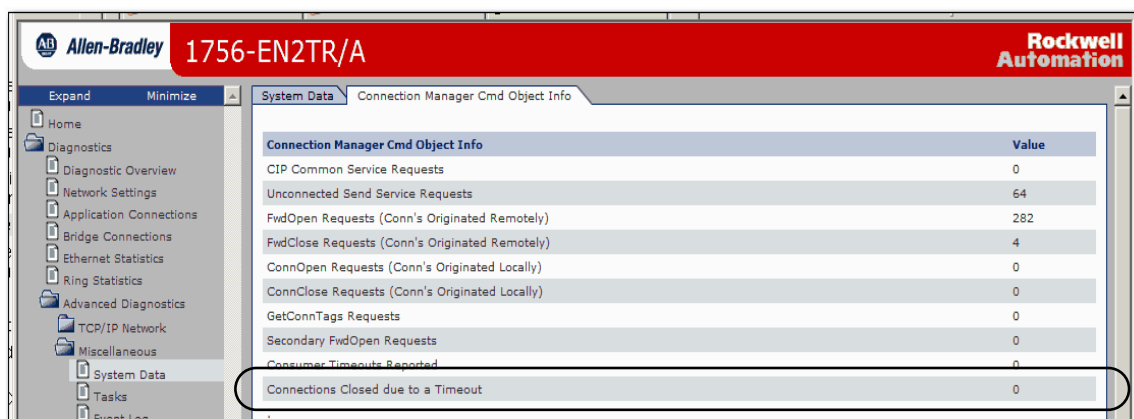 AB Allen-Bradley 1756-EN2TR/A Rockwell Automation
Expand Minimize
Home
Diagnostics
Diagnostic Overview
Network Settings
Application Connections
Bridge Connections
Ethernet Statistics
Ring Statistics
Advanced Diagnostics
TCP/IP Network
Miscellaneous
System Data
Tasks
Event Log
System Data Connection Manager Cmd Object Info
Connection Manager Cmd Object Info Value
CIP Common Service Requests 0
Unconnected Send Service Requests 64
FwdOpen Requests (Conn's Originated Remotely) 282
FwdClose Requests (Conn's Originated Remotely) 4
ConnOpen Requests (Conn's Originated Locally) 0
ConnClose Requests (Conn's Originated Locally) 0
GetConnTags Requests 0
Secondary FwdOpen Requests 0
Consumer Timeouts Reported 0
Connections Closed due to a Timeout 0